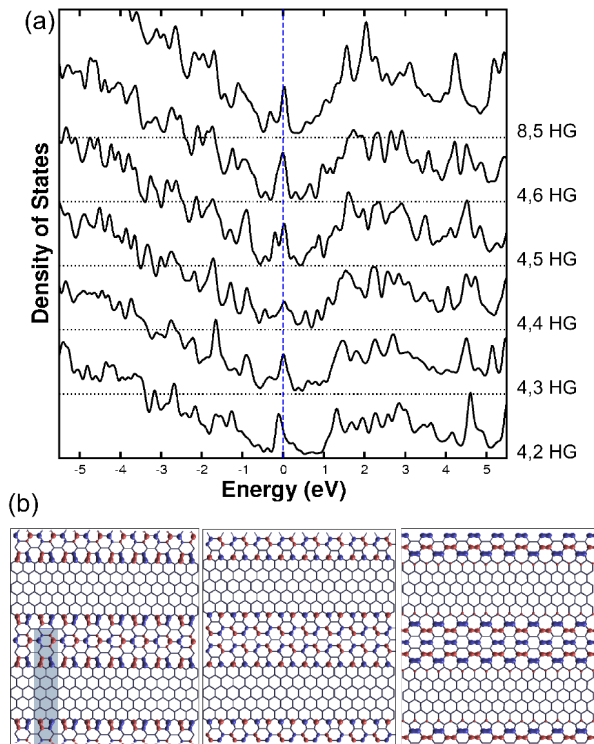 (a)
Density of States
8,5 HG
4,6 HG
4,5 HG
4,4 HG
4,3 HG
4,2 HG
-5 -4 -3 -2 -1 0 1 2 3 4 5
Energy (eV)
(b)